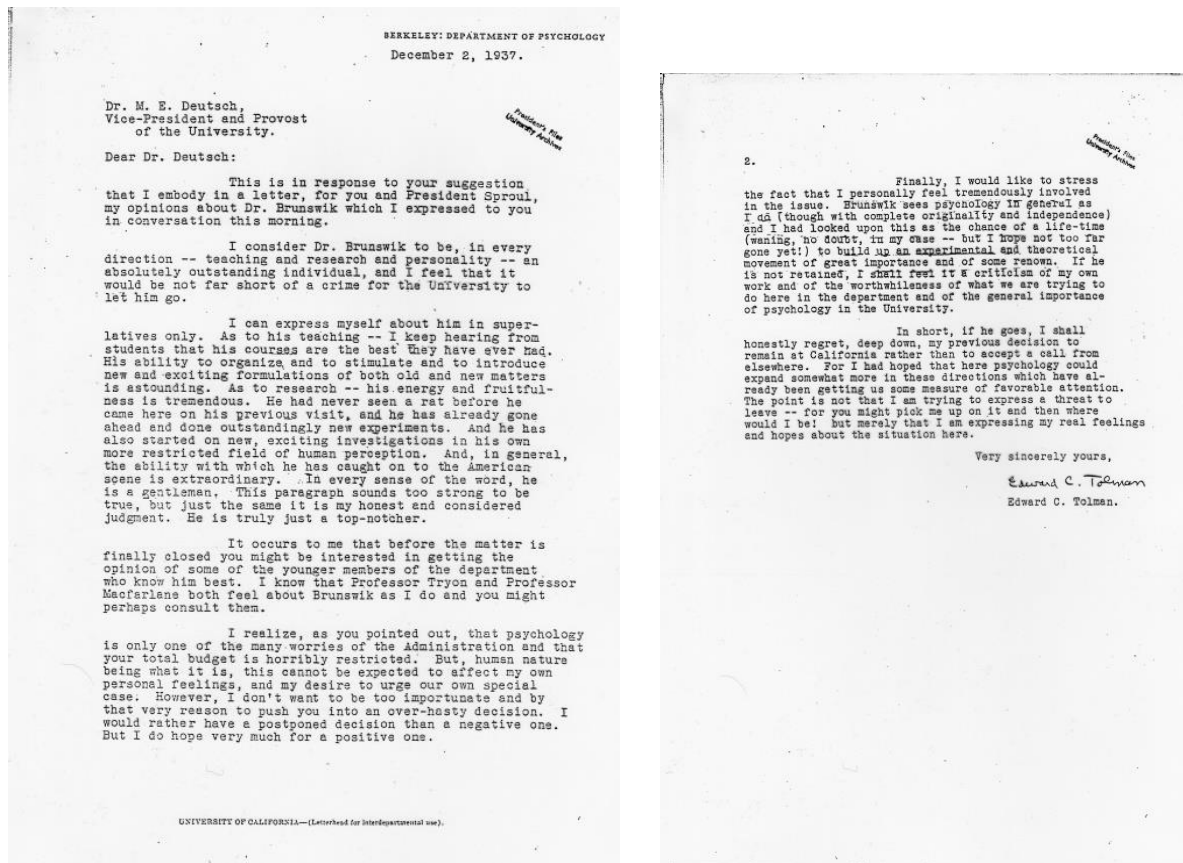 BERKELEY: DEPARTMENT OF PSYCHOLOGY
December 2, 1937.
President's Files
University Archives
Dr. M. E. Deutsch,
Vice-President and Provost
of the University.
Dear Dr. Deutsch:
This is in response to your suggestion
that I embody in a letter, for you and President Sproul,
my opinions about Dr. Brunswik which I expressed to you
in conversation this morning.
I consider Dr. Brunswik to be, in every
direction -- teaching and research and personality -- an
absolutely outstanding individual, and I feel that it
would be not far short of a crime for the University to
let him go.
I can express myself about him in super-
latives only. As to his teaching -- I keep hearing from
students that his courses are the best they have ever had.
His ability to organize and to stimulate and to introduce
new and exciting formulations of both old and new matters
is astounding. As to research -- his energy and fruitful-
ness is tremendous. He had never seen a rat before he
came here on his previous visit, and he has already gone
ahead and done outstandingly new experiments. And he has
also started on new, exciting investigations in his own
more restricted field of human perception. And, in general,
the ability with which he has caught on to the American
scene is extraordinary. In every sense of the word, he
is a gentleman. This paragraph sounds too strong to be
true, but just the same it is my honest and considered
judgment. He is truly just a top-notcher.
It occurs to me that before the matter is
finally closed you might be interested in getting the
opinion of some of the younger members of the department
who know him best. I know that Professor Tryon and Professor
Macfarlane both feel about Brunswik as I do and you might
perhaps consult them.
I realize, as you pointed out, that psychology
is only one of the many worries of the Administration and that
your total budget is horribly restricted. But, human nature
being what it is, this cannot be expected to affect my own
personal feelings, and my desire to urge our own special
case. However, I don't want to be too importunate and by
that very reason to push you into an over-hasty decision. I
would rather have a postponed decision than a negative one.
But I do hope very much for a positive one.
UNIVERSITY OF CALIFORNIA—(Letterhead for interdepartmental use).
President's Files
University Archives
2.
Finally, I would like to stress
the fact that I personally feel tremendously involved
in the issue. Brunswik sees psychology in general as
I do (though with complete originality and independence)
and I had looked upon this as the chance of a life-time
(waning, no doubt, in my case -- but I hope not too far
gone yet!) to build up an experimental and theoretical
movement of great importance and of some renown. If he
is not retained, I shall feel it a criticism of my own
work and of the worthwhileness of what we are trying to
do here in the department and of the general importance
of psychology in the University.
In short, if he goes, I shall
honestly regret, deep down, my previous decision to
remain at California rather than to accept a call from
elsewhere. For I had hoped that here psychology could
expand somewhat more in these directions which have al-
ready been getting us some measure of favorable attention.
The point is not that I am trying to express a threat to
leave -- for you might pick me up on it and then where
would I be! but merely that I am expressing my real feelings
and hopes about the situation here.
Very sincerely yours,
Edward C. Tolman
Edward C. Tolman.